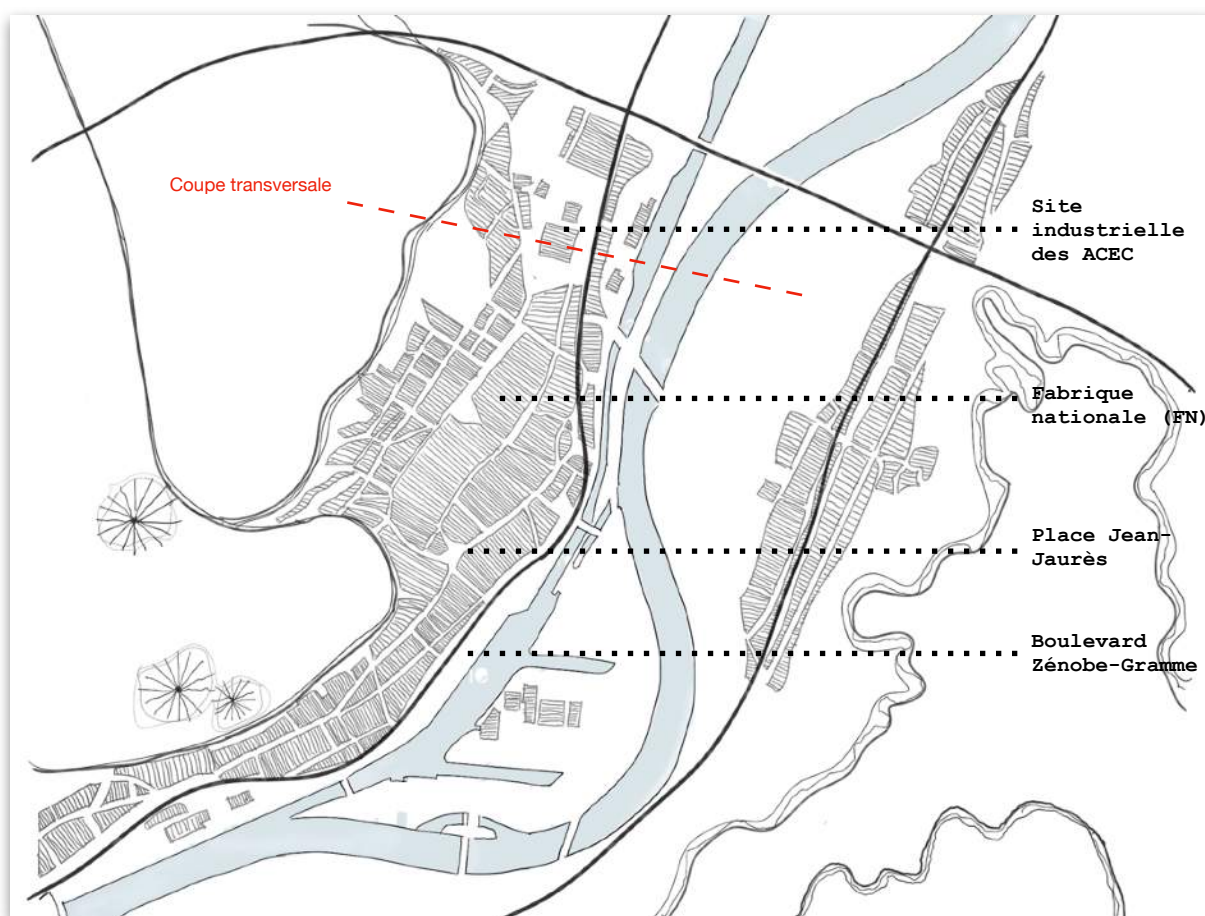 Coupe transversale
Site
industrielle
des ACEC
Fabrique
nationale (FN)
Place Jean-
Jaurès
Boulevard
Zénobe-Gramme